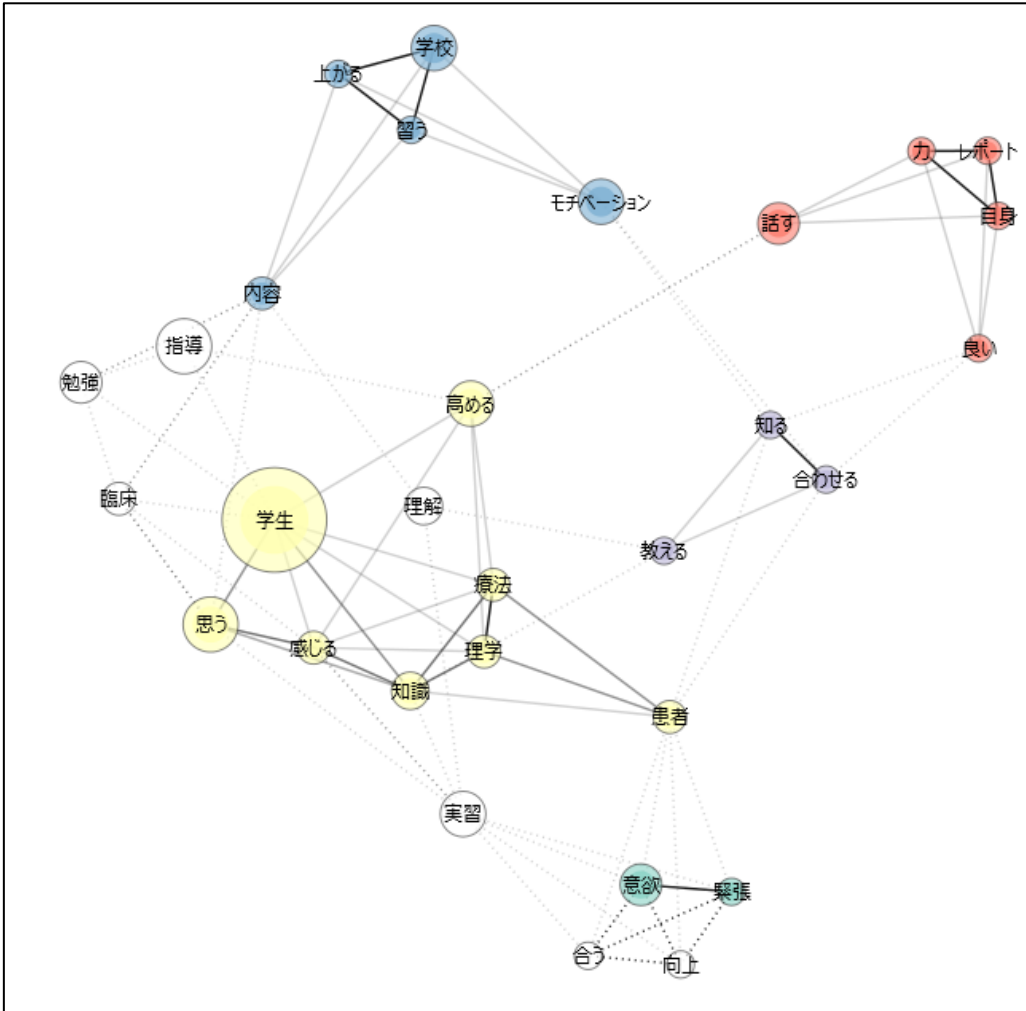 学校
上がる
習う
力
レポート
モチベーション
話す
自身
内容
指導
良い
勉強
高める
知る
合わせる
臨床
理解
学生
教える
療法
思う
感じる
理学
知識
患者
実習
意欲
緊張
合う
向上